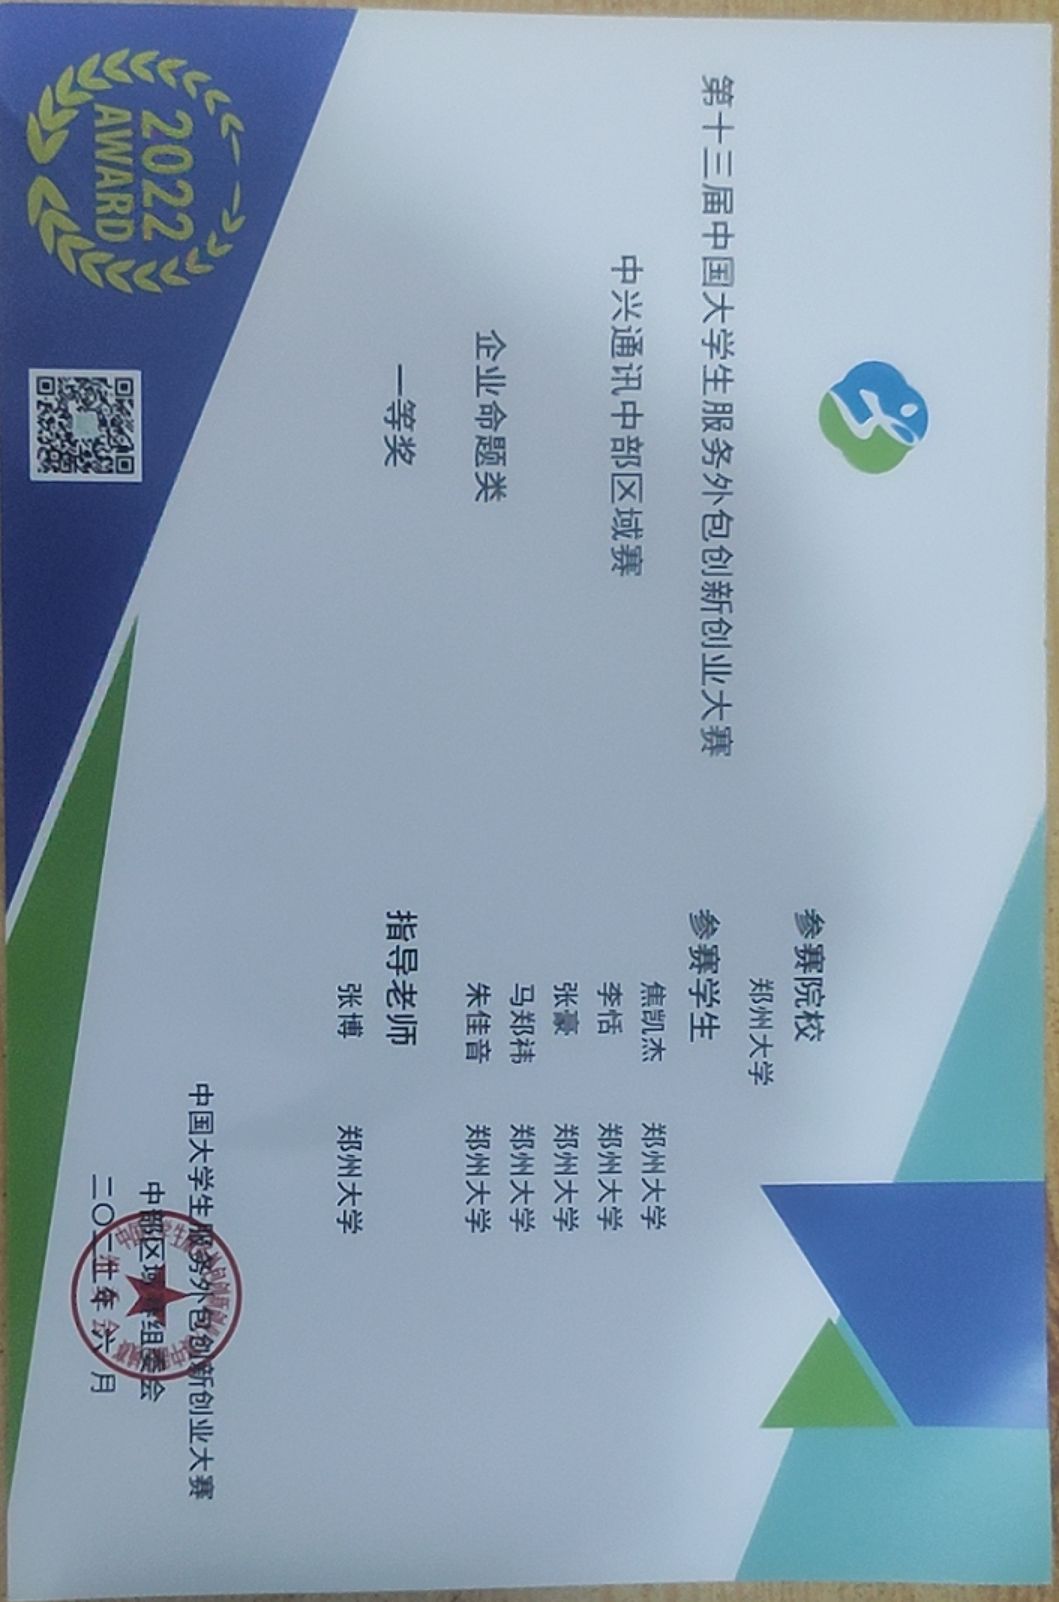 第十三届中国大学生服务外包创新创业大赛
中兴通讯中部区域赛
企业命题类
一等奖
2022
AWARD
参赛院校
郑州大学
参赛学生
焦凯杰 郑州大学
李恬 郑州大学
张豪 郑州大学
马郑祎 郑州大学
朱佳音 郑州大学
指导老师
张博 郑州大学
中国大学生服务外包创新创业大赛
中部区域赛组委会
二〇二二年 六 月